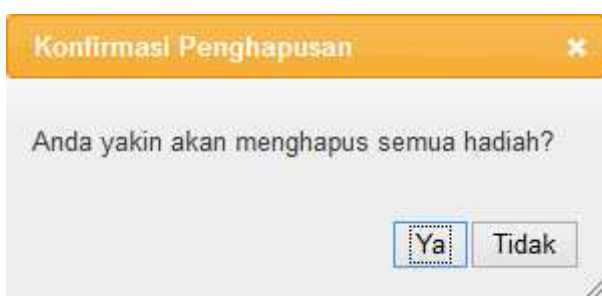 Konfirmasi Penghapusan
Anda yakin akan menghapus semua hadiah?
Ya
Tidak